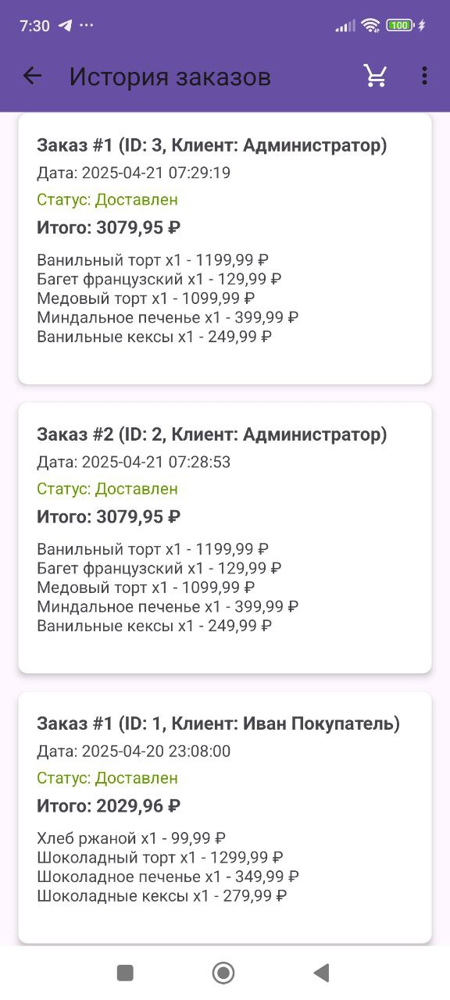 7:30
100
История заказов
Заказ #1 (ID: 3, Клиент: Администратор)
Дата: 2025-04-21 07:29:19
Статус: Доставлен
Итого: 3079,95 ₽
Ванильный торт x1 - 1199,99 ₽
Багет французский x1 - 129,99 ₽
Медовый торт x1 - 1099,99 ₽
Миндальное печенье x1 - 399,99 ₽
Ванильные кексы x1 - 249,99 ₽
Заказ #2 (ID: 2, Клиент: Администратор)
Дата: 2025-04-21 07:28:53
Статус: Доставлен
Итого: 3079,95 ₽
Ванильный торт x1 - 1199,99 ₽
Багет французский x1 - 129,99 ₽
Медовый торт x1 - 1099,99 ₽
Миндальное печенье x1 - 399,99 ₽
Ванильные кексы x1 - 249,99 ₽
Заказ #1 (ID: 1, Клиент: Иван Покупатель)
Дата: 2025-04-20 23:08:00
Статус: Доставлен
Итого: 2029,96 ₽
Хлеб ржаной x1 - 99,99 ₽
Шоколадный торт x1 - 1299,99 ₽
Шоколадное печенье x1 - 349,99 ₽
Шоколадные кексы x1 - 279,99 ₽